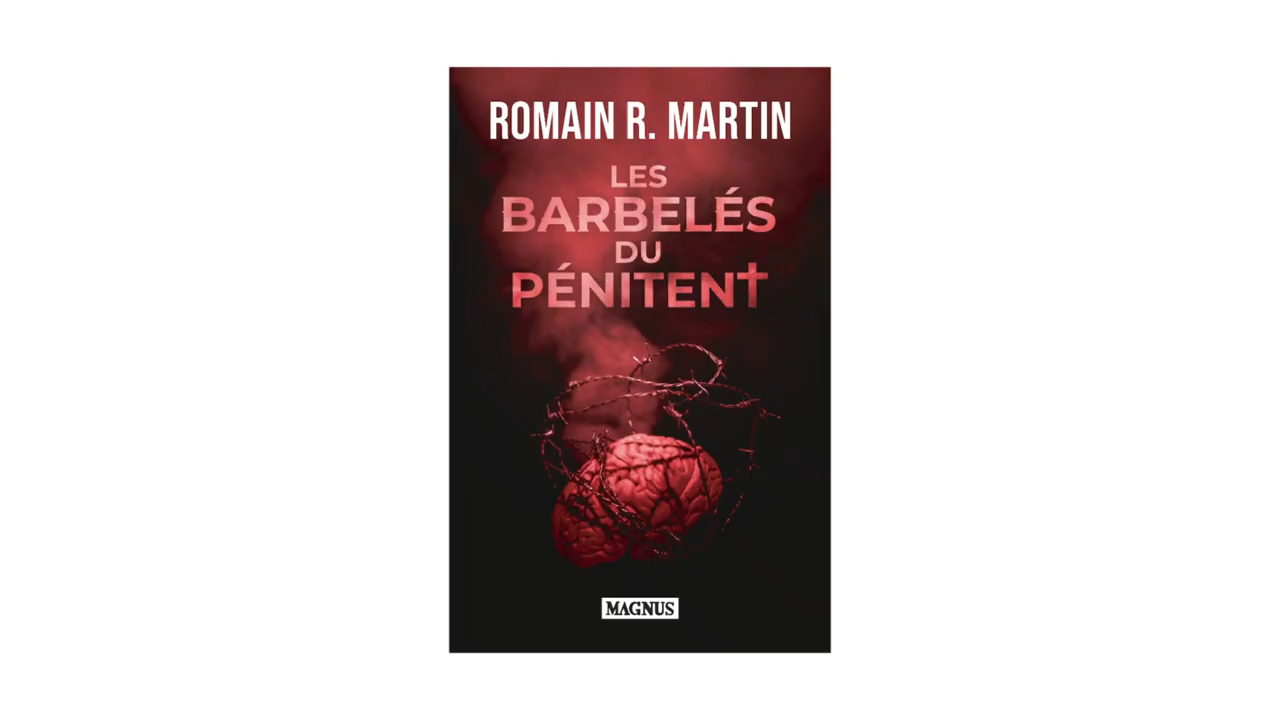 ROMAIN R. MARTIN
LES
BARBELÉS
DU
PÉNITENT
MAGNUS